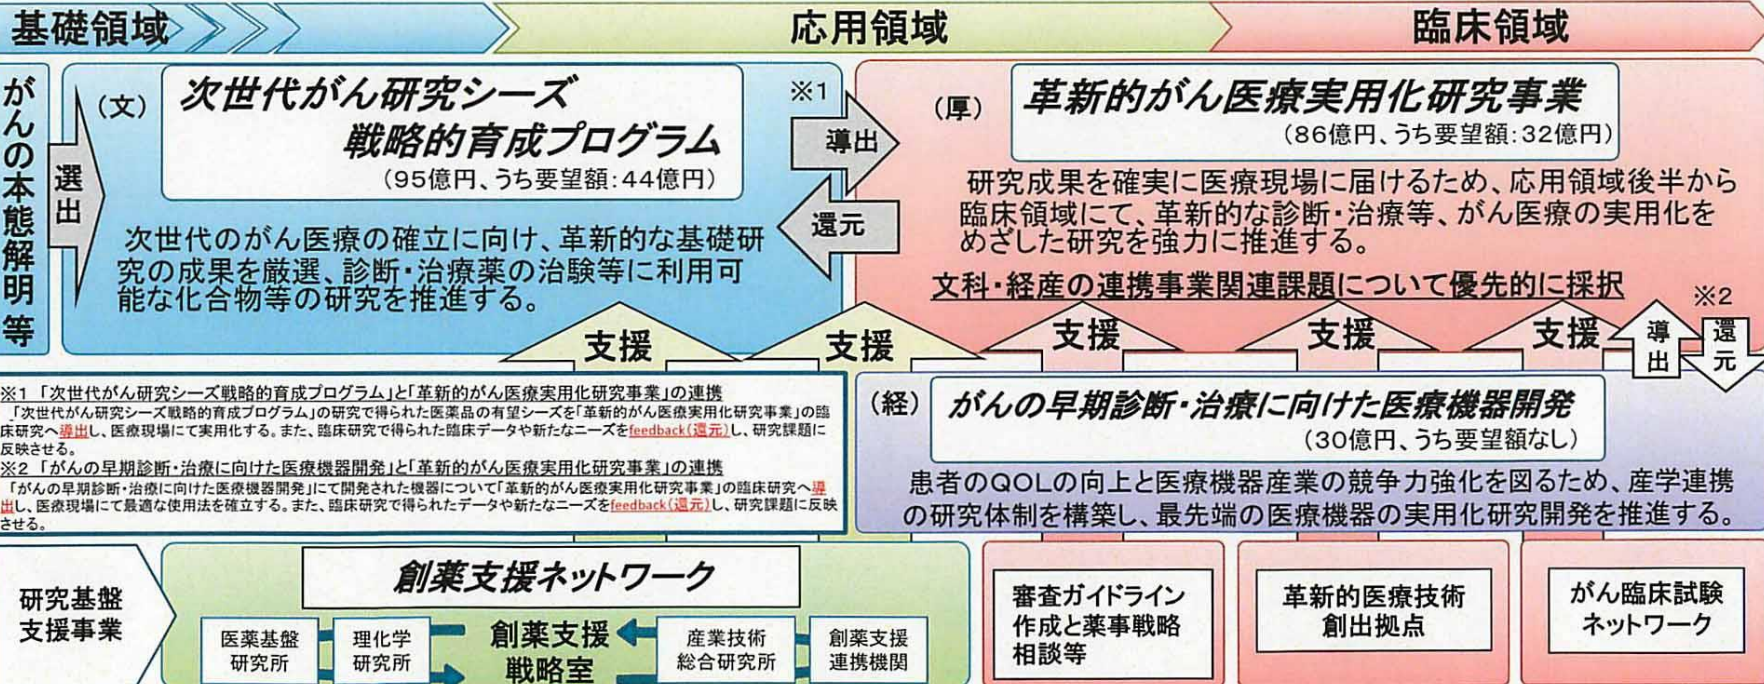 基礎領域
応用領域
臨床領域
がんの本態解明等
選出
(文)
次世代がん研究シーズ
戦略的育成プログラム
(95億円、うち要望額:44億円)
次世代のがん医療の確立に向け、革新的な基礎研
究の成果を厳選、診断・治療薬の治験等に利用可
能な化合物等の研究を推進する。
※1
導出
還元
(厚)
革新的がん医療実用化研究事業
(86億円、うち要望額:32億円)
研究成果を確実に医療現場に届けるため、応用領域後半から
臨床領域にて、革新的な診断・治療等、がん医療の実用化を
めざした研究を強力に推進する。
文科・経産の連携事業関連課題について優先的に採択
※2
支援
支援
支援
支援
支援
導出
還元
※1 「次世代がん研究シーズ戦略的育成プログラム」と「革新的がん医療実用化研究事業」の連携
「次世代がん研究シーズ戦略的育成プログラム」の研究で得られた医薬品の有望シーズを「革新的がん医療実用化研究事業」の臨
床研究へ導出し、医療現場にて実用化する。また、臨床研究で得られた臨床データや新たなニーズをfeedback(還元)し、研究課題に
反映させる。
※2 「がんの早期診断・治療に向けた医療機器開発」と「革新的がん医療実用化研究事業」の連携
「がんの早期診断・治療に向けた医療機器開発」にて開発された機器について「革新的がん医療実用化研究事業」の臨床研究へ導
出し、医療現場にて最適な使用法を確立する。また、臨床研究で得られたデータや新たなニーズをfeedback(還元)し、研究課題に反映
させる。
(経)
がんの早期診断・治療に向けた医療機器開発
(30億円、うち要望額なし)
患者のQOLの向上と医療機器産業の競争力強化を図るため、産学連携
の研究体制を構築し、最先端の医療機器の実用化研究開発を推進する。
研究基盤
支援事業
創薬支援ネットワーク
医薬基盤
研究所
理化学
研究所
創薬支援
戦略室
産業技術
総合研究所
創薬支援
連携機関
審査ガイドライン
作成と薬事戦略
相談等
革新的医療技術
創出拠点
がん臨床試験
ネットワーク